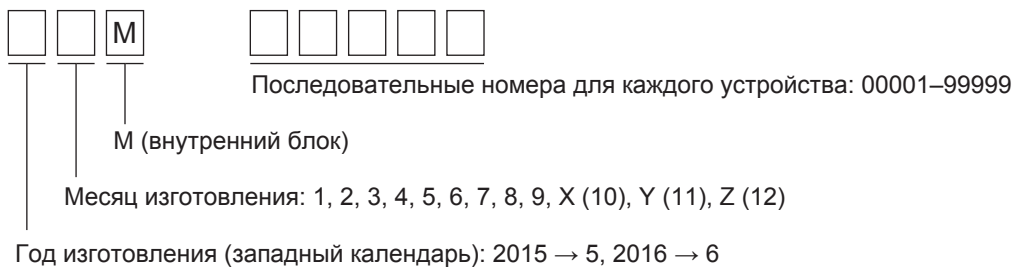 М
Последовательные номера для каждого устройства: 00001–99999
М (внутренний блок)
Месяц изготовления: 1, 2, 3, 4, 5, 6, 7, 8, 9, X (10), Y (11), Z (12)
Год изготовления (западный календарь): 2015 → 5, 2016 → 6